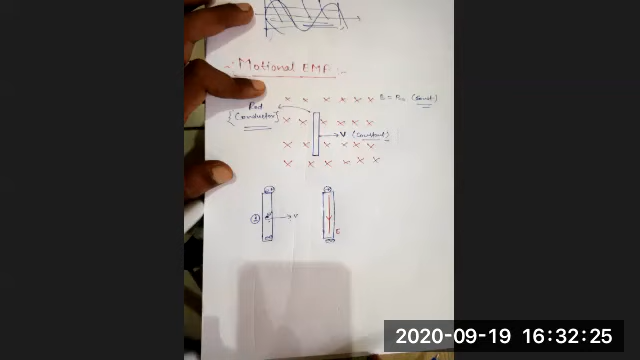 :- Motional EMF :-
B = B₀ (const)
Rod
(Conductor)
V (Constant)
V
E
2020-09-19 16:32:25